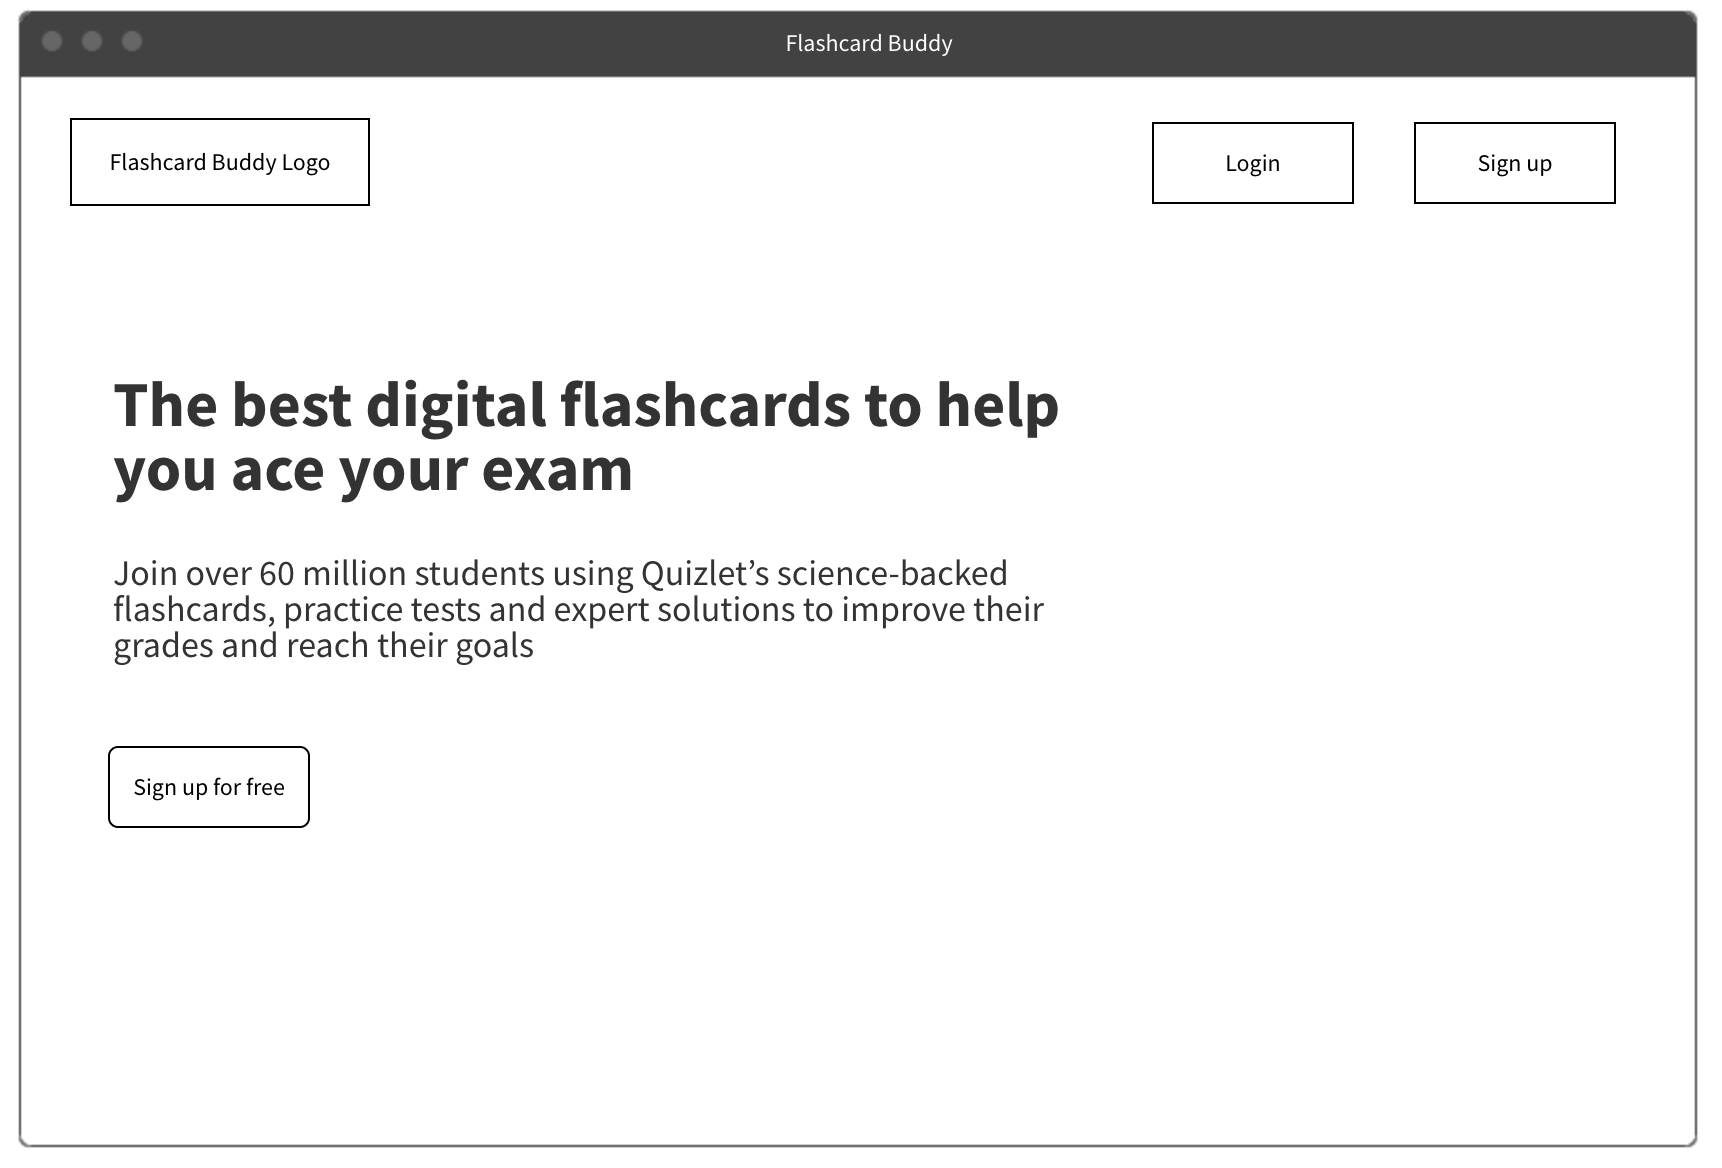 Flashcard Buddy
Flashcard Buddy Logo
Login
Sign up
The best digital flashcards to help
you ace your exam
Join over 60 million students using Quizlet’s science-backed
flashcards, practice tests and expert solutions to improve their
grades and reach their goals
Sign up for free